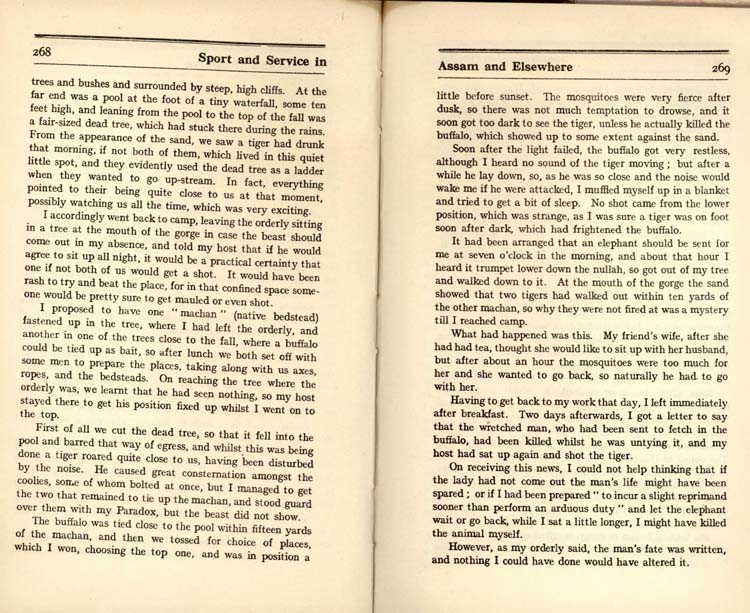 268
Sport and Service in
trees and bushes and surrounded by steep, high cliffs. At the
far end was a pool at the foot of a tiny waterfall, some ten
feet high, and leaning from the pool to the top of the fall was
a fair-sized dead tree, which had stuck there during the rains.
From the appearance of the sand, we saw a tiger had drunk
that morning, if not both of them, which lived in this quiet
little spot, and they evidently used the dead tree as a ladder
when they wanted to go up-stream. In fact, everything
pointed to their being quite close to us at that moment,
possibly watching us all the time, which was very exciting.
I accordingly went back to camp, leaving the orderly sitting
in a tree at the mouth of the gorge in case the beast should
come out in my absence, and told my host that if he would
agree to sit up all night, it would be a practical certainty that
one if not both of us would get a shot. It would have been
rash to try and beat the place, for in that confined space some-
one would be pretty sure to get mauled or even shot.
I proposed to have one "machan" (native bedstead)
fastened up in the tree, where I had left the orderly, and
another in one of the trees close to the fall, where a buffalo
could be tied up as bait, so after lunch we both set off with
some men to prepare the places, taking along with us axes,
ropes, and the bedsteads. On reaching the tree where the
orderly was, we learnt that he had seen nothing, so my host
stayed there to get his position fixed up whilst I went on to
the top.
First of all we cut the dead tree, so that it fell into the
pool and barred that way of egress, and whilst this was being
done a tiger roared quite close to us, having been disturbed
by the noise. He caused great consternation amongst the
coolies, some of whom bolted at once, but I managed to get
the two that remained to tie up the machan, and stood guard
over them with my Paradox, but the beast did not show.
The buffalo was tied close to the pool within fifteen yards
of the machan, and then we tossed for choice of places,
which I won, choosing the top one, and was in position a
Assam and Elsewhere
269
little before sunset. The mosquitoes were very fierce after
dusk, so there was not much temptation to drowse, and it
soon got too dark to see the tiger, unless he actually killed the
buffalo, which showed up to some extent against the sand.
Soon after the light failed, the buffalo got very restless,
although I heard no sound of the tiger moving; but after a
while he lay down, so, as he was so close and the noise would
wake me if he were attacked, I muffled myself up in a blanket
and tried to get a bit of sleep. No shot came from the lower
position, which was strange, as I was sure a tiger was on foot
soon after dark, which had frightened the buffalo.
It had been arranged that an elephant should be sent for
me at seven o'clock in the morning, and about that hour I
heard it trumpet lower down the nullah, so got out of my tree
and walked down to it. At the mouth of the gorge the sand
showed that two tigers had walked out within ten yards of
the other machan, so why they were not fired at was a mystery
till I reached camp.
What had happened was this. My friend's wife, after she
had had tea, thought she would like to sit up with her husband,
but after about an hour the mosquitoes were too much for
her and she wanted to go back, so naturally he had to go
with her.
Having to get back to my work that day, I left immediately
after breakfast. Two days afterwards, I got a letter to say
that the wretched man, who had been sent to fetch in the
buffalo, had been killed whilst he was untying it, and my
host had sat up again and shot the tiger.
On receiving this news, I could not help thinking that if
the lady had not come out the man's life might have been
spared; or if I had been prepared "to incur a slight reprimand
sooner than perform an arduous duty" and let the elephant
wait or go back, while I sat a little longer, I might have killed
the animal myself.
However, as my orderly said, the man's fate was written,
and nothing I could have done would have altered it.